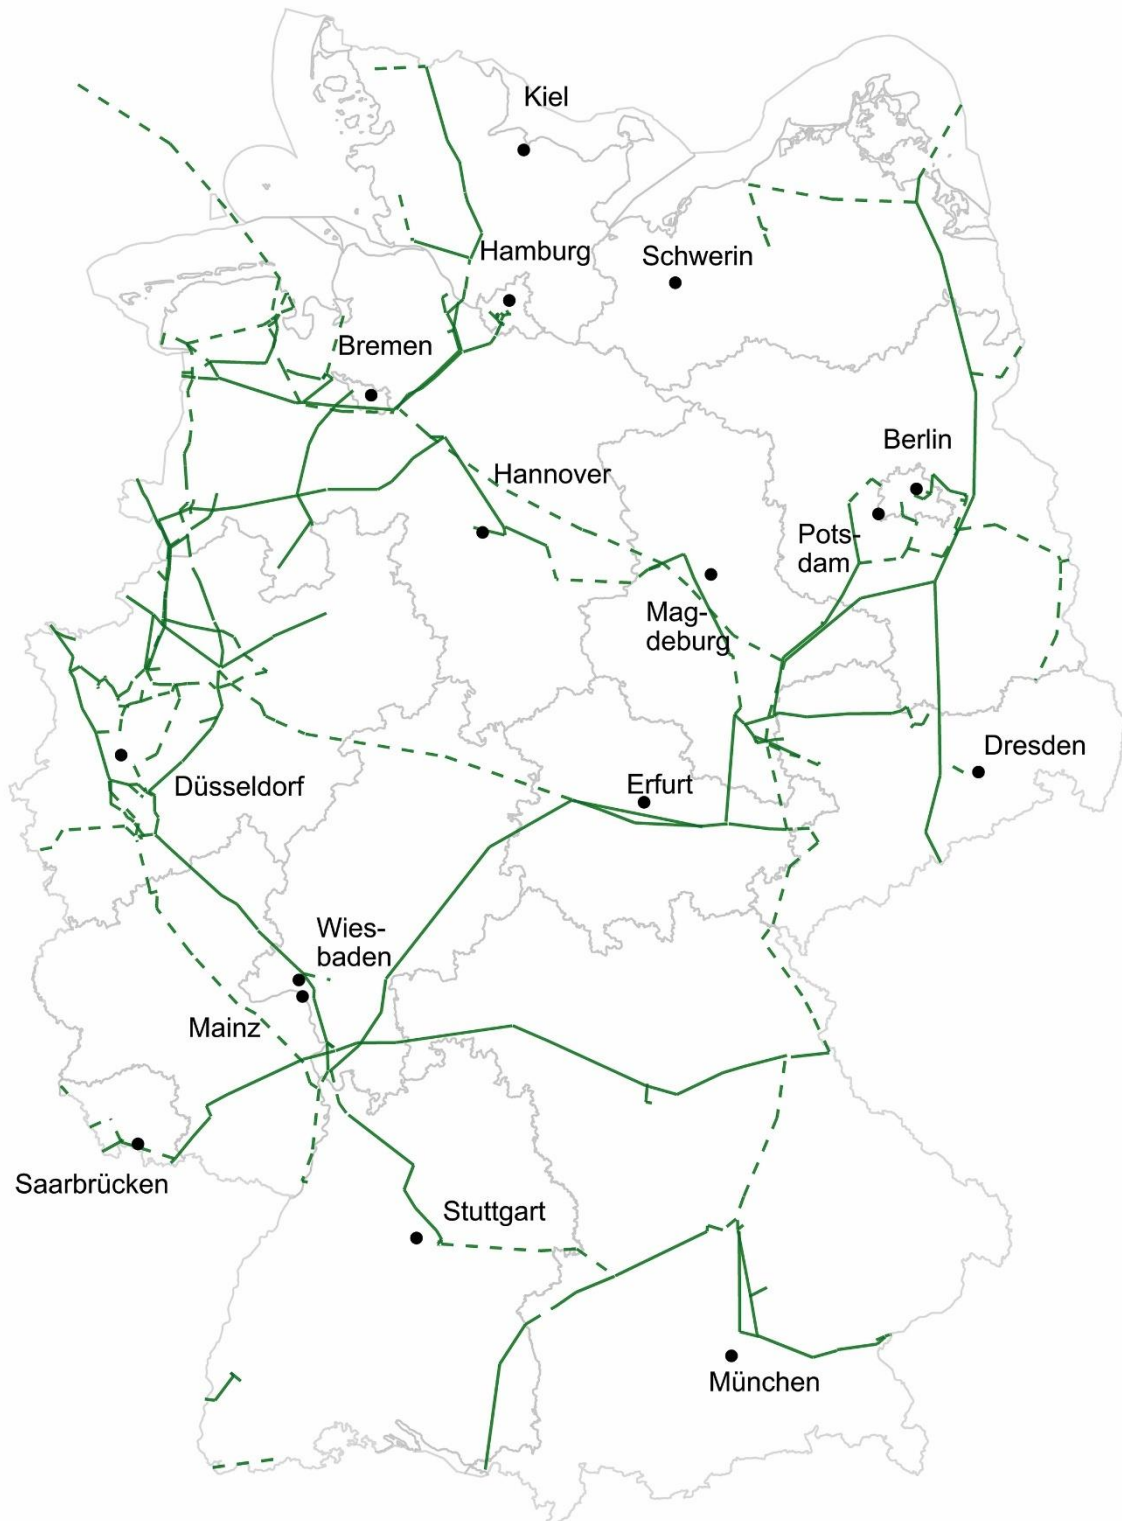 Kiel
Hamburg
Schwerin
Bremen
Berlin
Hannover
Pots-
dam
Mag-
deburg
Dresden
Düsseldorf
Erfurt
Wies-
baden
Mainz
Saarbrücken
Stuttgart
München